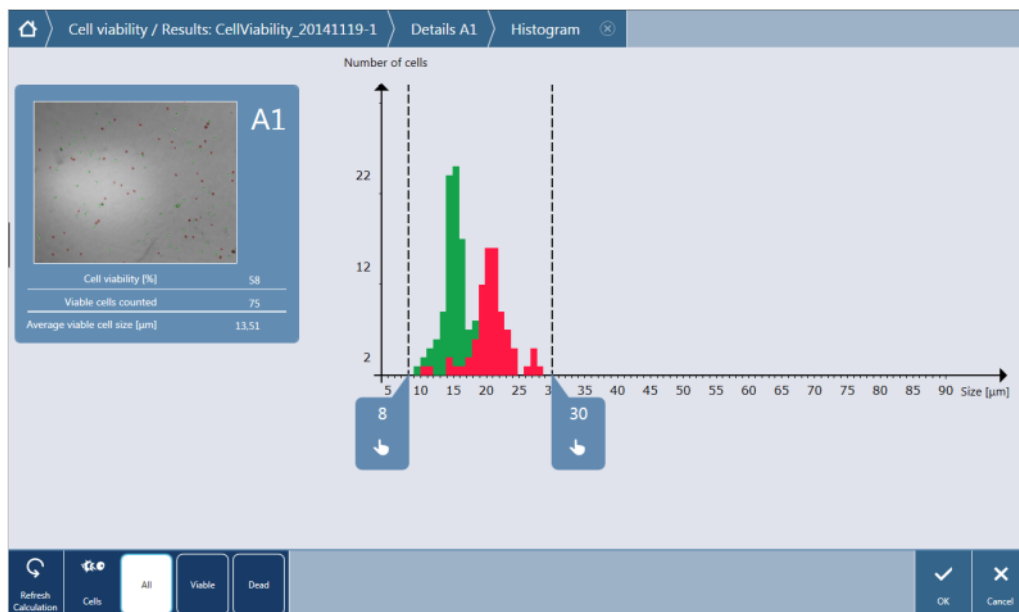 Cell viability / Results: CellViability_20141119-1 Details A1 Histogram
Number of cells
A1
Cell viability [%] 58
Viable cells counted 75
Average viable cell size [µm] 13,51
22
12
2
5 10 15 20 25 3 35 40 45 50 55 60 65 70 75 80 85 90 Size [µm]
8 30
Refresh Calculation
Cells
All
Viable
Dead
OK
Cancel